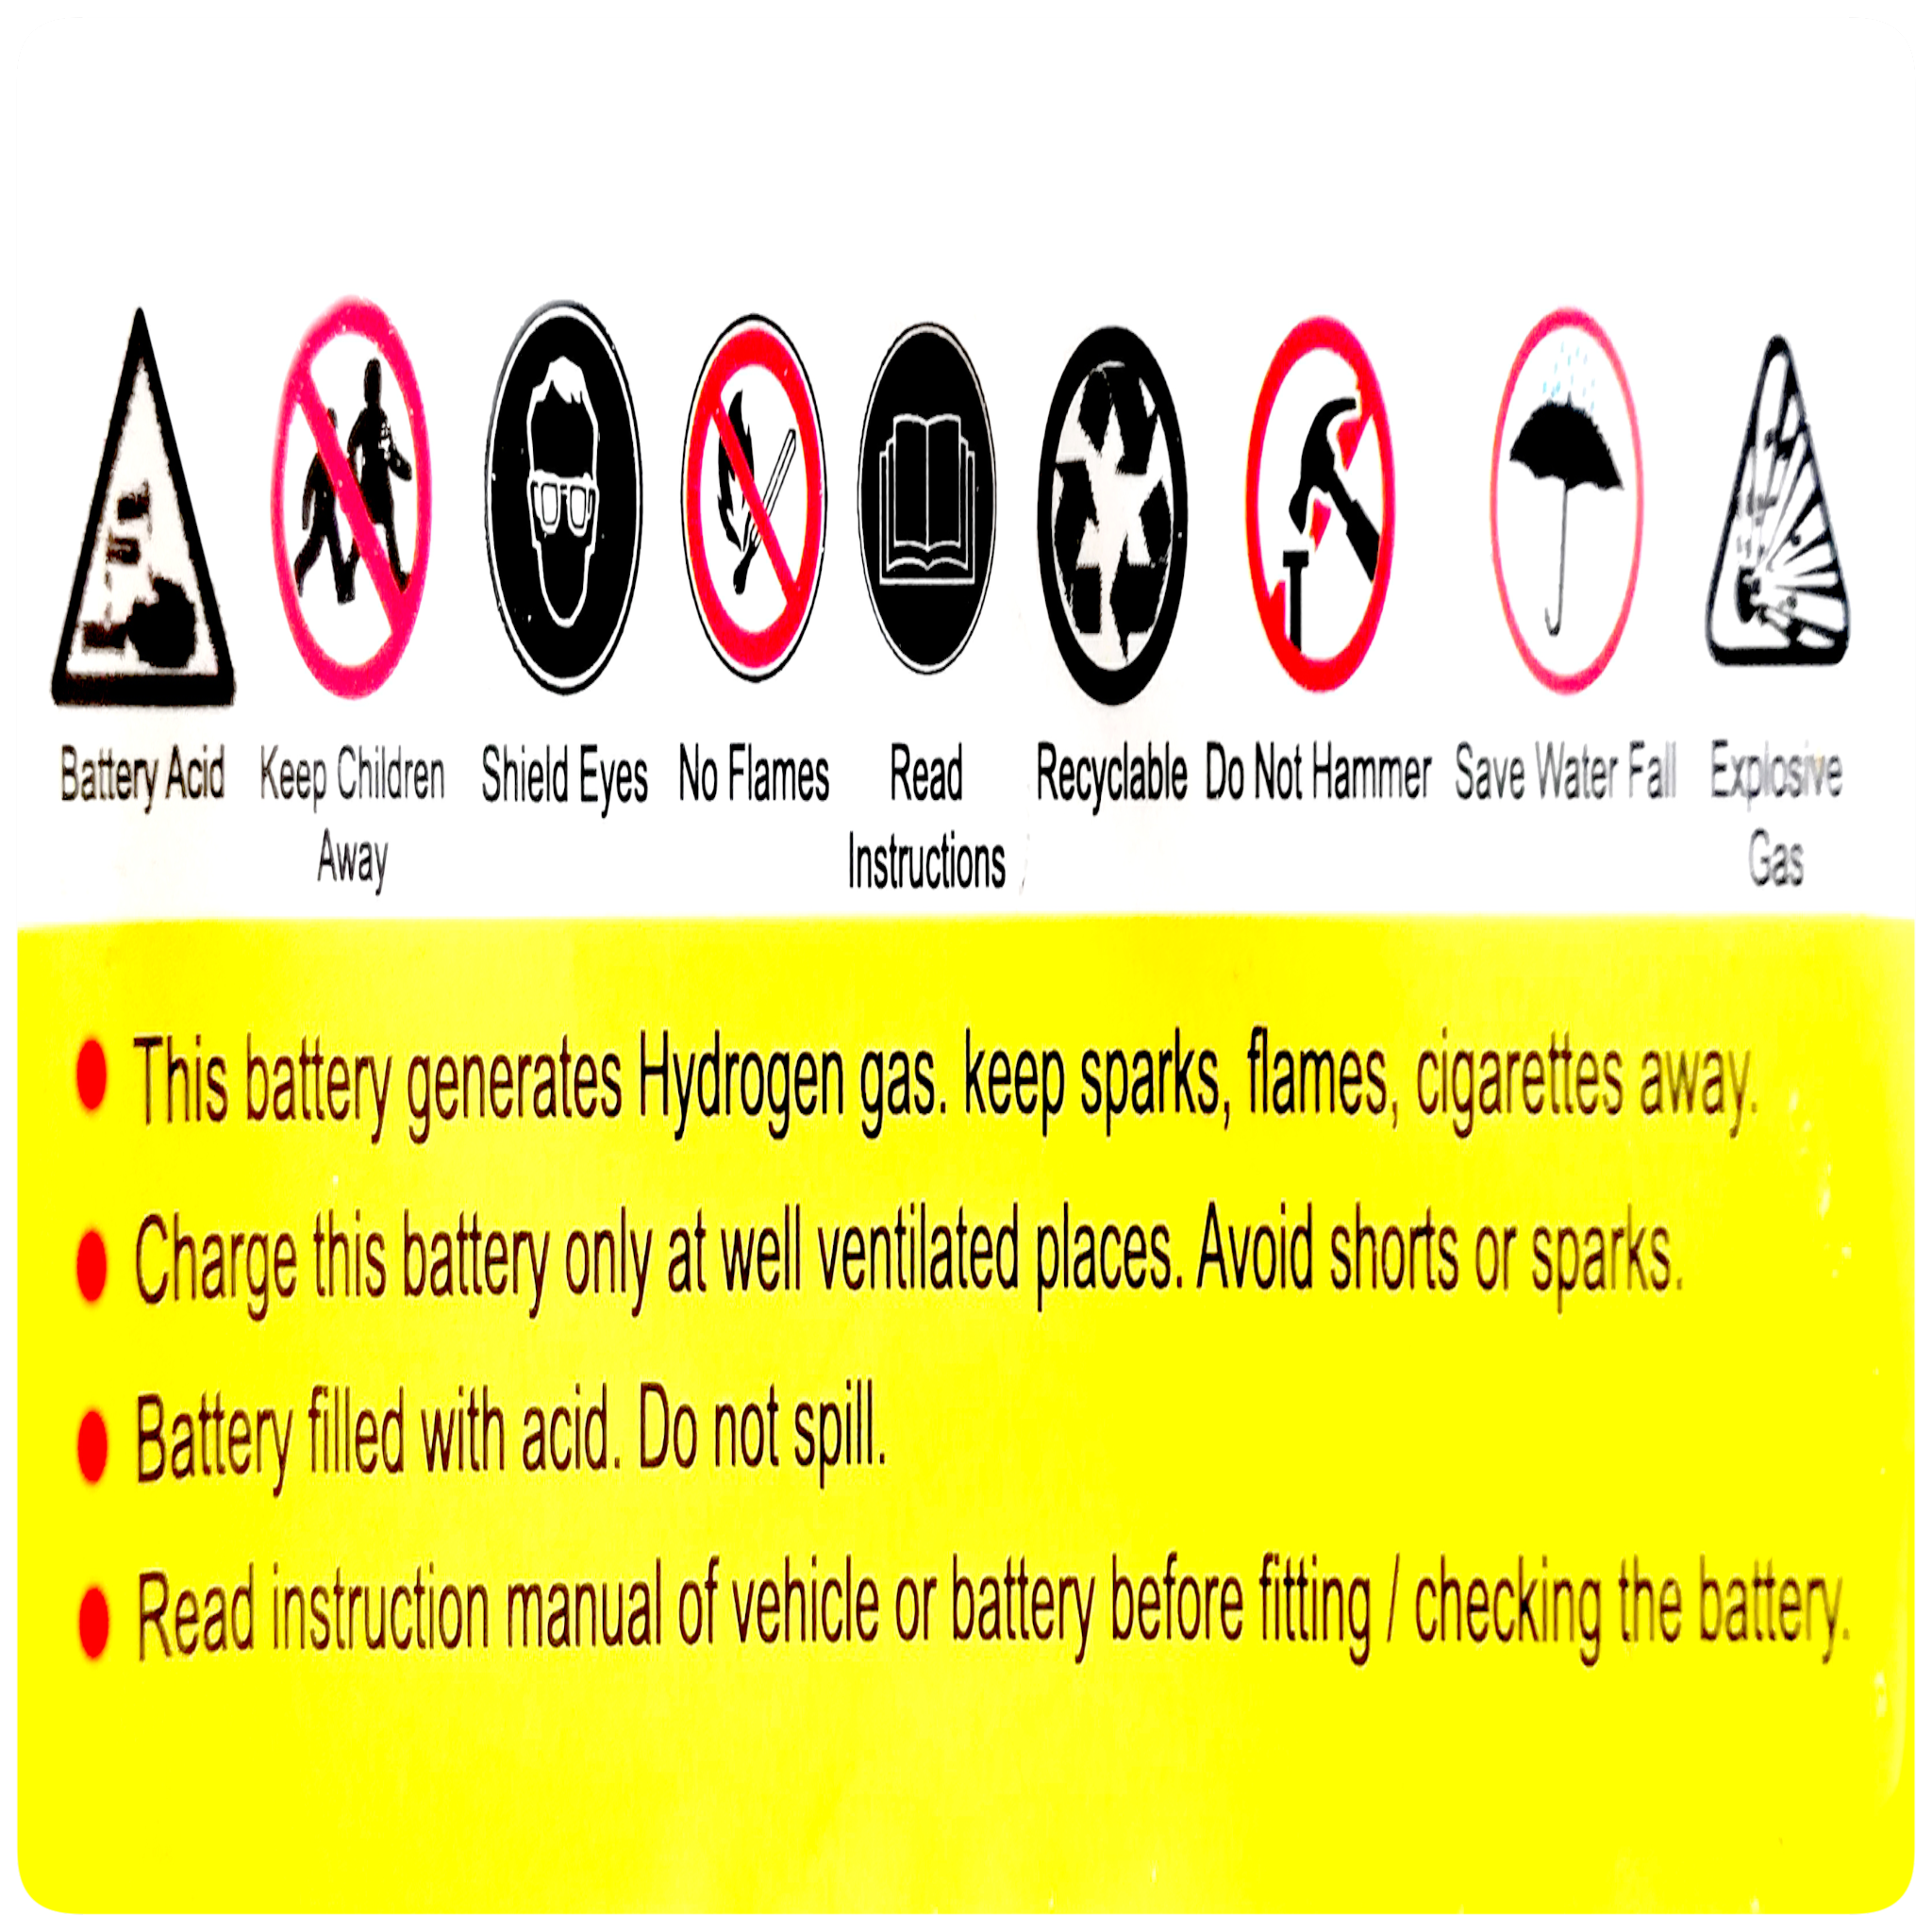 Battery Acid Keep Children Shield Eyes No Flames Read Recyclable Do Not Hammer Save Water Fall Explosive
Away Instructions Gas
This battery generates Hydrogen gas. keep sparks, flames, cigarettes away.
Charge this battery only at well ventilated places. Avoid shorts or sparks.
Battery filled with acid. Do not spill.
Read instruction manual of vehicle or battery before fitting / checking the battery.